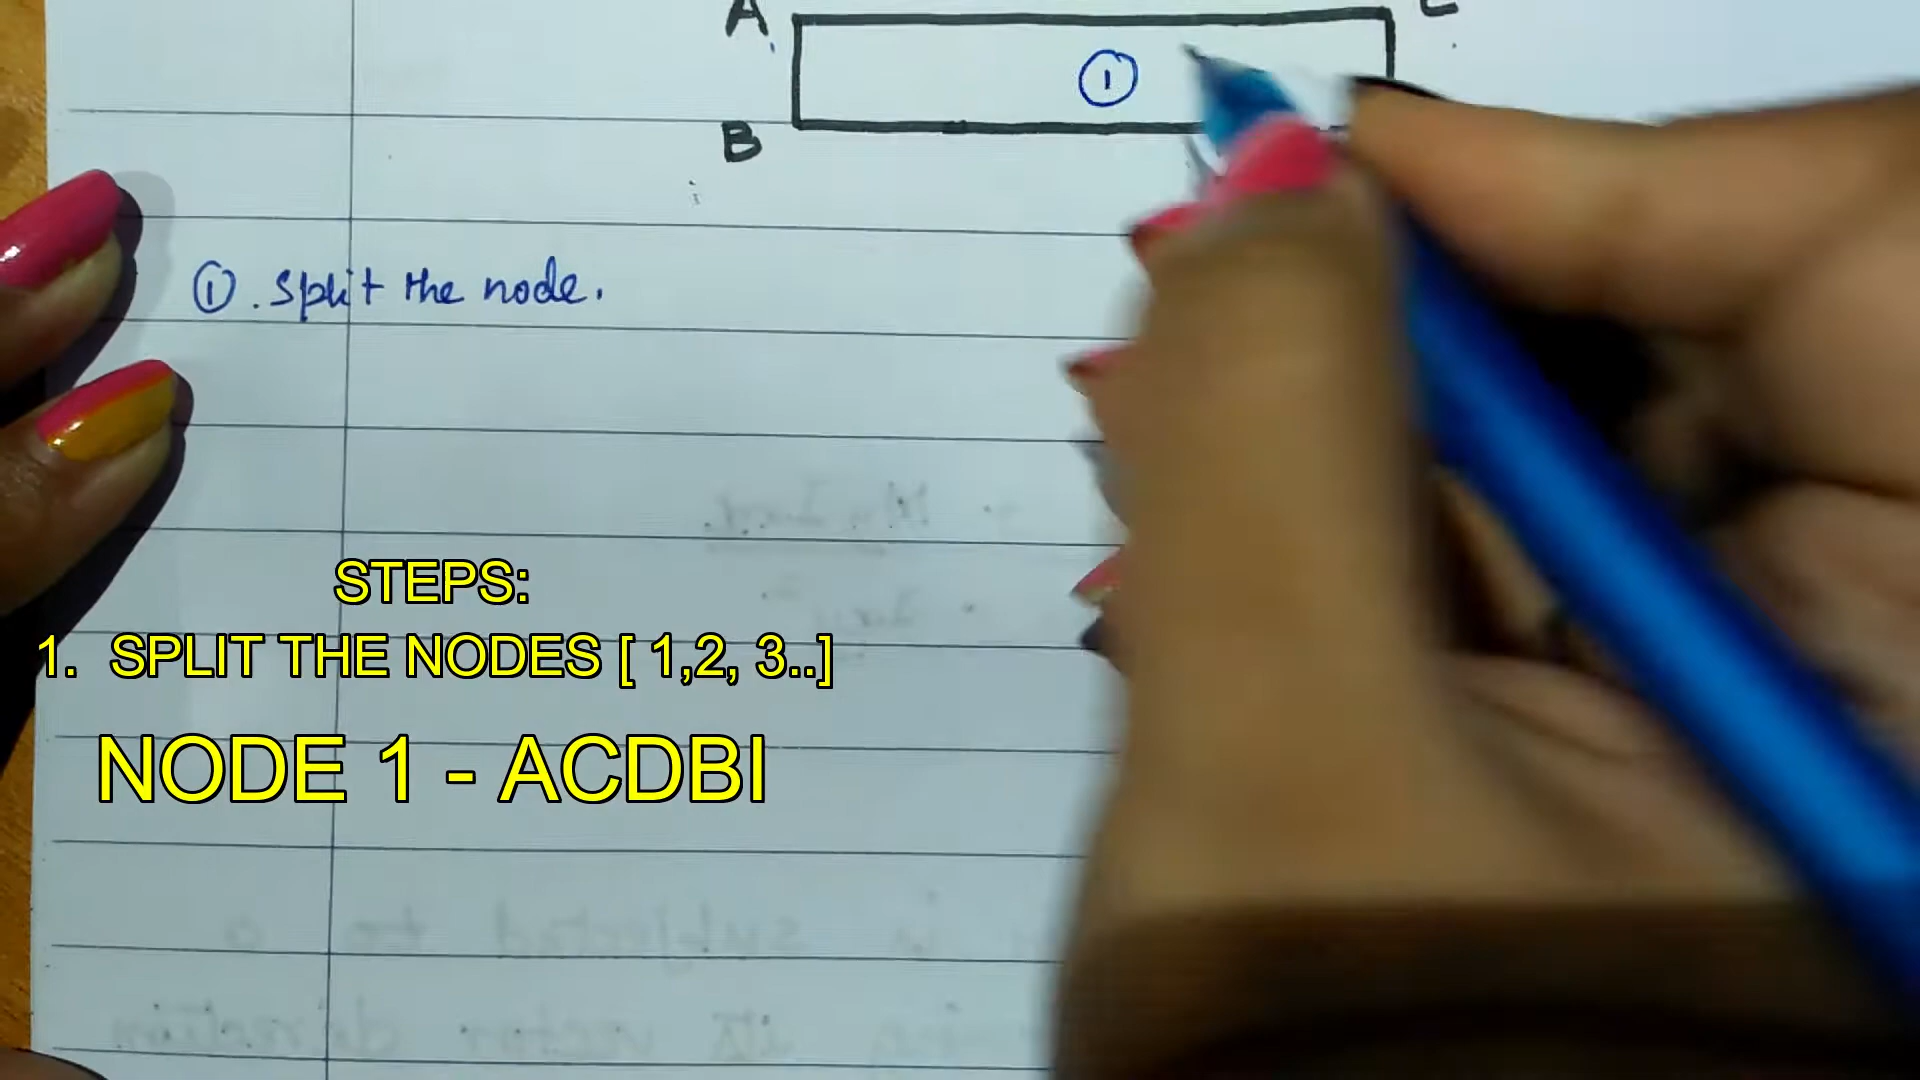 A
C
①
B
①. Split the node.
STEPS:
1. SPLIT THE NODES [ 1,2, 3..]
NODE 1 - ACDBI